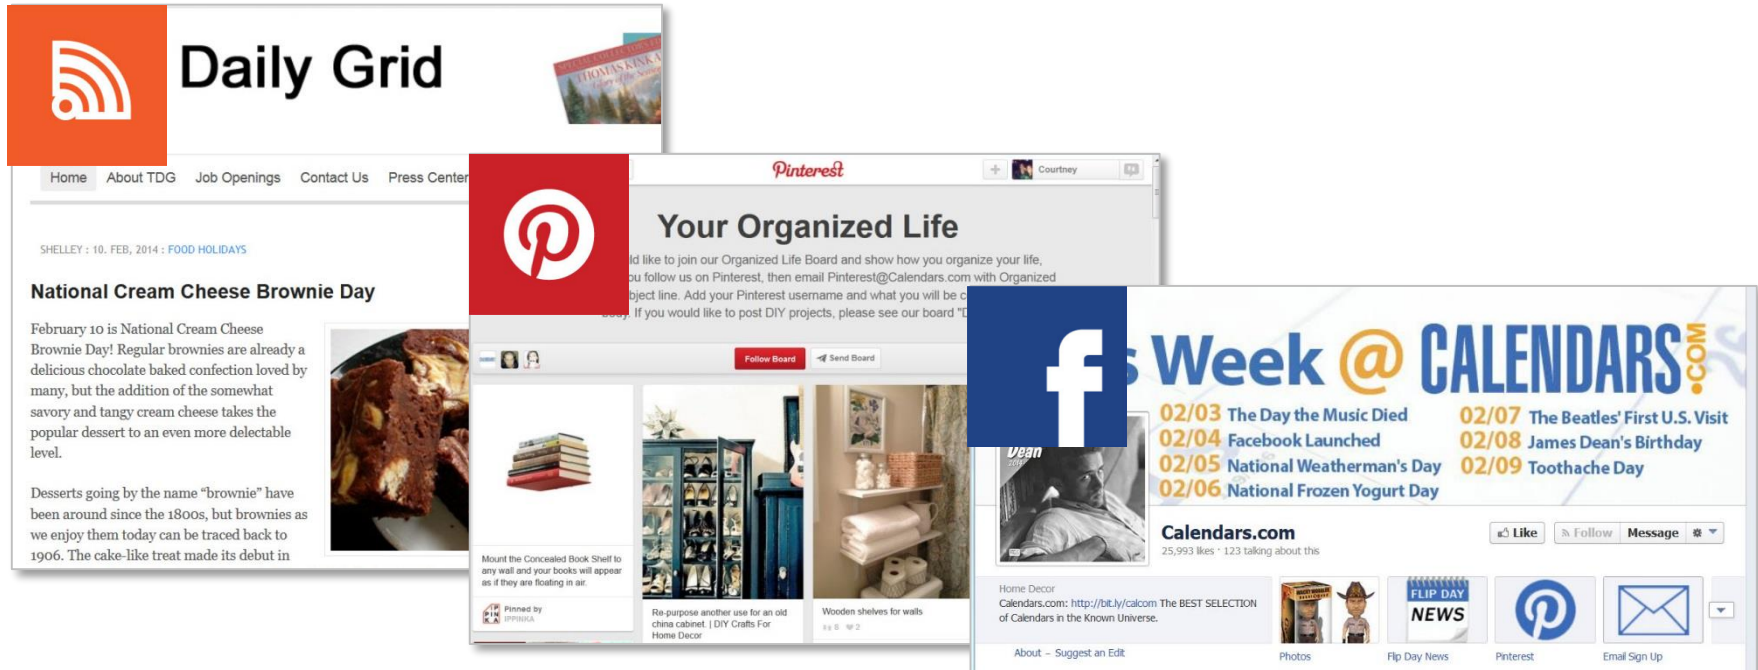 Daily Grid
THOMAS KINKA
Home About TDG Job Openings Contact Us Press Center
SHELLEY : 10. FEB, 2014 : FOOD HOLIDAYS
National Cream Cheese Brownie Day
February 10 is National Cream Cheese
Brownie Day! Regular brownies are already a
delicious chocolate baked confection loved by
many, but the addition of the somewhat
savory and tangy cream cheese takes the
popular dessert to an even more delectable
level.
Desserts going by the name “brownie” have
been around since the 1800s, but brownies as
we enjoy them today can be traced back to
1906. The cake-like treat made its debut in
Pinterest
Courtney
Your Organized Life
ld like to join our Organized Life Board and show how you organize your life,
ou follow us on Pinterest, then email Pinterest@Calendars.com with Organized
bject line. Add your Pinterest username and what you will be c
body. If you would like to post DIY projects, please see our board "D
Follow Board
Send Board
Mount the Concealed Book Shelf to
any wall and your books will appear
as if they are floating in air.
Pinned by
IPPINKA
Re-purpose another use for an old
china cabinet. | DIY Crafts For
Home Decor
Wooden shelves for walls
8 2
s Week @ CALENDARS.COM
02/03 The Day the Music Died
02/04 Facebook Launched
02/05 National Weatherman's Day
02/06 National Frozen Yogurt Day
02/07 The Beatles' First U.S. Visit
02/08 James Dean's Birthday
02/09 Toothache Day
Dean
2014
Calendars.com
25,993 likes · 123 talking about this
Like Follow Message
Home Decor
Calendars.com: http://bit.ly/calcom The BEST SELECTION
of Calendars in the Known Universe.
About – Suggest an Edit
FLIP DAY
NEWS
Photos Flip Day News Pinterest Email Sign Up